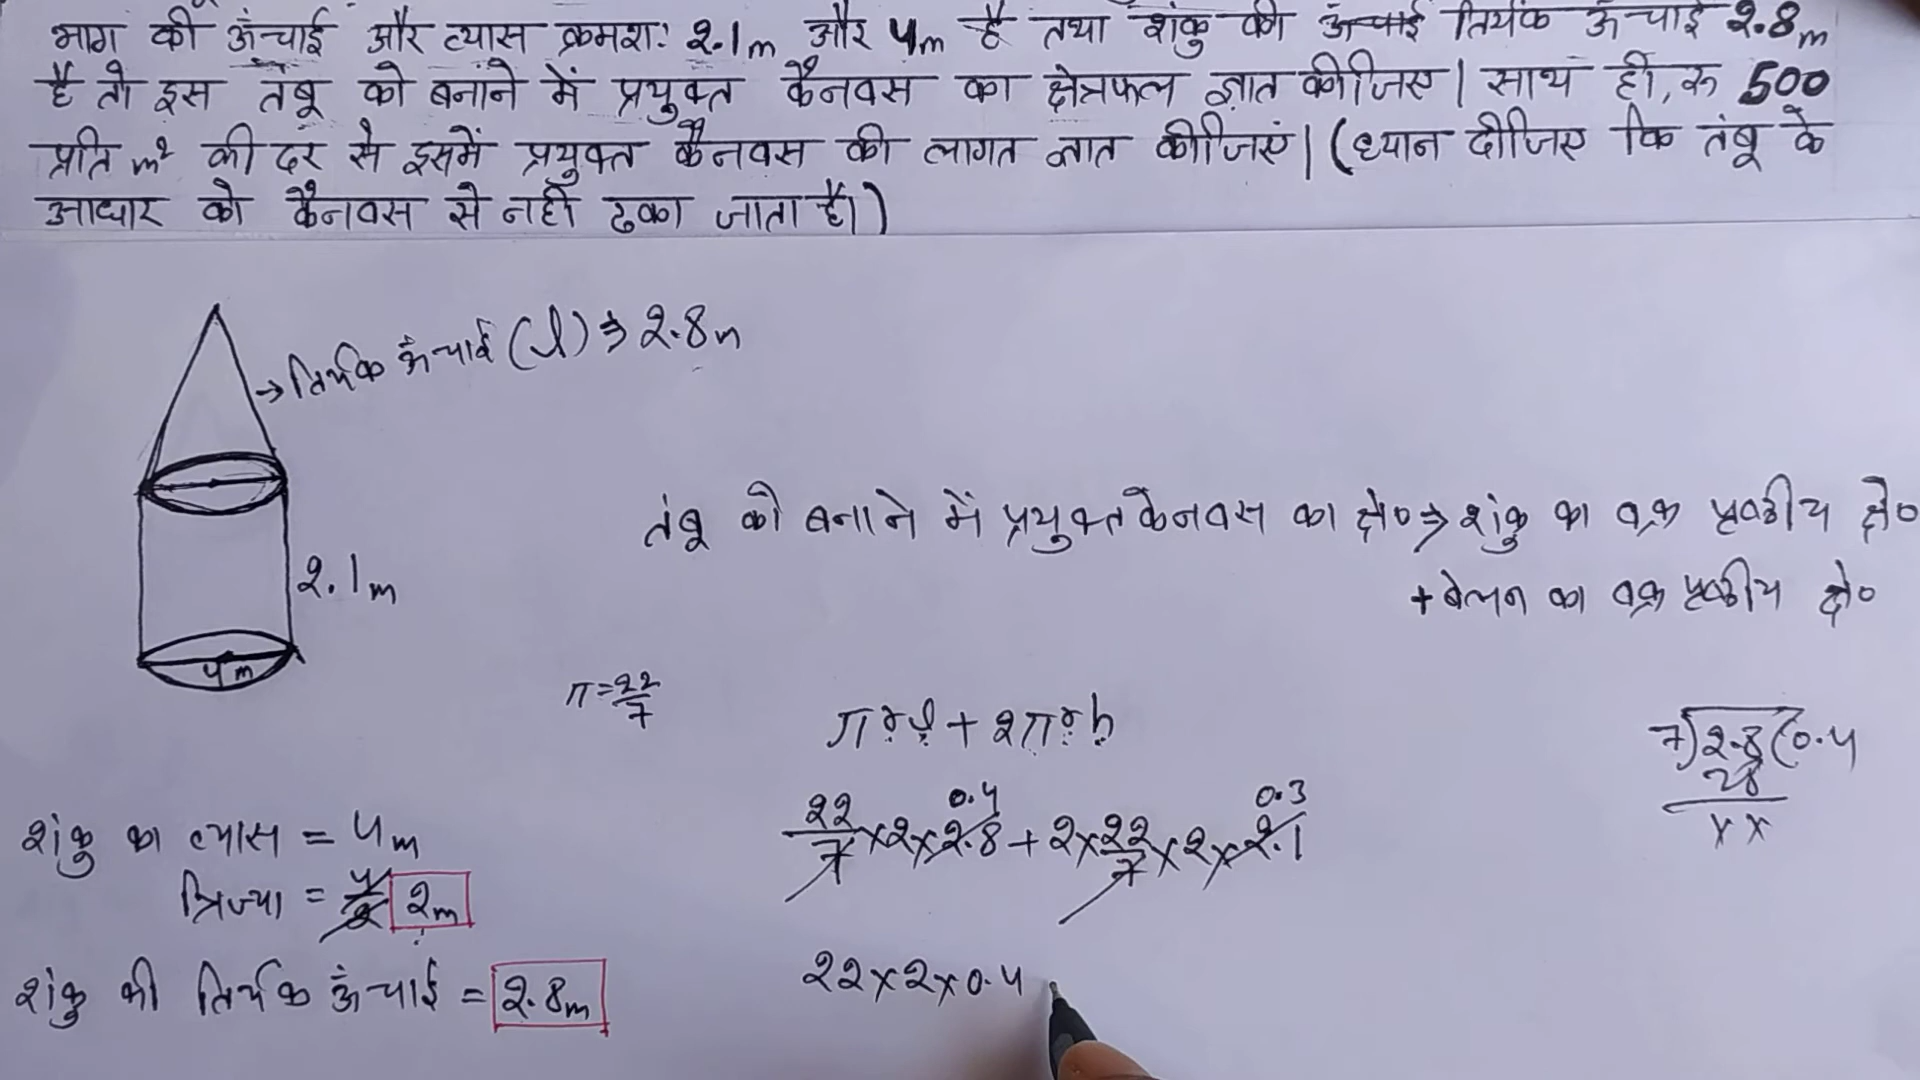 भाग की ऊंचाई और व्यास क्रमशः 2.1m और 4m है तथा शंकु की ऊंचाई तिर्यक ऊंचाई 2.8m
है तो इस तंबू को बनाने में प्रयुक्त कैनवस का क्षेत्रफल ज्ञात कीजिए। साथ ही, रु 500
प्रति m² की दर से इसमें प्रयुक्त कैनवस की लागत ज्ञात कीजिए। (ध्यान दीजिए कि तंबू के
आधार को कैनवस से नहीं ढका जाता है।)
→ तिर्यक ऊंचाई (l) ⇒ 2.8m
तंबू को बनाने में प्रयुक्त कैनवस का क्षे० ⇒ शंकु का वक्र पृष्ठीय क्षे०
+ बेलन का वक्र पृष्ठीय क्षे०
2.1m
4m
π = 22/7
πrl + 2πrh
7)2.8(0.4
28
xx
0.4 0.3
22/7 × 2 × 2.8 + 2 × 22/7 × 2 × 2.1
शंकु का व्यास = 4m
त्रिज्या = 4/2 2m
शंकु की तिर्यक ऊंचाई = 2.8m
22 × 2 × 0.4